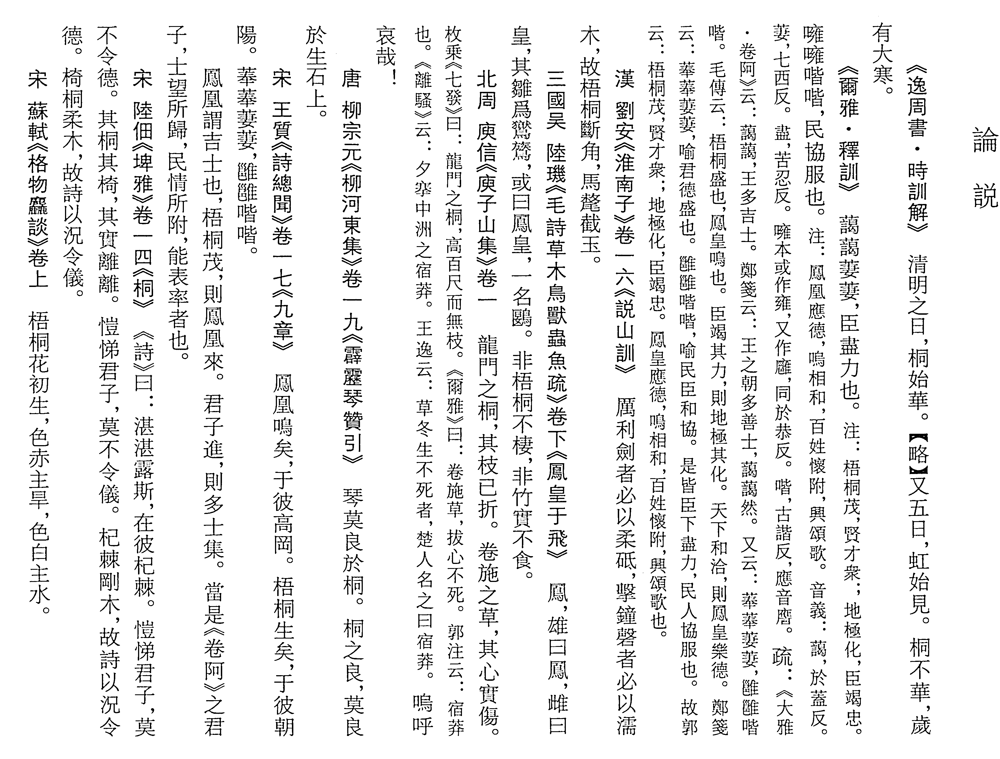 論説
《逸周書·時訓解》　清明之日，桐始華。【略】又五日，虹始見。桐不華，歲
有大寒。
《爾雅·釋訓》　藹藹萋萋，臣盡力也。注：梧桐茂，賢才衆；地極化，臣竭忠。
噰噰喈喈，民協服也。注：鳳凰應德，鳴相和，百姓懷附，興頌歌。音義：藹，於蓋反。
萋，七西反。盡，苦忍反。噰本或作雍，又作廱，同於恭反。喈，古諧反，應音膺。疏：《大雅
·卷阿》云：藹藹，王多吉士。鄭箋云：王之朝多善士，藹藹然。又云：菶菶萋萋，雝雝喈
喈。毛傳云：梧桐盛也，鳳皇鳴也。臣竭其力，則地極其化。天下和洽，則鳳皇樂德。鄭箋
云：菶菶萋萋，喻君德盛也。雝雝喈喈，喻民臣和協。是皆臣下盡力，民人協服也。故郭
云：梧桐茂，賢才衆；地極化，臣竭忠。鳳皇應德，鳴相和，百姓懷附，興頌歌也。
漢　劉安《淮南子》卷一六《説山訓》　厲利劍者必以柔砥，擊鐘磬者必以濡
木，故梧桐斷角，馬氂截玉。
三國吴　陸璣《毛詩草木鳥獸蟲魚疏》卷下《鳳皇于飛》　鳳，雄曰鳳，雌曰
皇，其雛爲鸑鷟，或曰鳳皇，一名鷗。非梧桐不棲，非竹實不食。
北周　庾信《庾子山集》卷一　龍門之桐，其枝已折。卷施之草，其心實傷。
枚乘《七發》曰：龍門之桐，高百尺而無枝。《爾雅》曰：卷施草，拔心不死。郭注云：宿莽
也。《離騷》云：夕搴中洲之宿莽。王逸云：草冬生不死者，楚人名之曰宿莽。嗚呼
哀哉！
唐　柳宗元《柳河東集》卷一九《霹靂琴贊引》　琴莫良於桐。桐之良，莫良
於生石上。
宋　王質《詩總聞》卷一七《九章》　鳳凰鳴矣，于彼高岡。梧桐生矣，于彼朝
陽。菶菶萋萋，雝雝喈喈。
鳳凰謂吉士也，梧桐茂，則鳳凰來。君子進，則多士集。當是《卷阿》之君
子，士望所歸，民情所附，能表率者也。
宋　陸佃《埤雅》卷一四《桐》　《詩》曰：湛湛露斯，在彼杞棘。愷悌君子，莫
不令德。其桐其椅，其實離離。愷悌君子，莫不令儀。杞棘剛木，故詩以況令
德。椅桐柔木，故詩以況令儀。
宋　蘇軾《格物麤談》卷上　梧桐花初生，色赤主旱，色白主水。